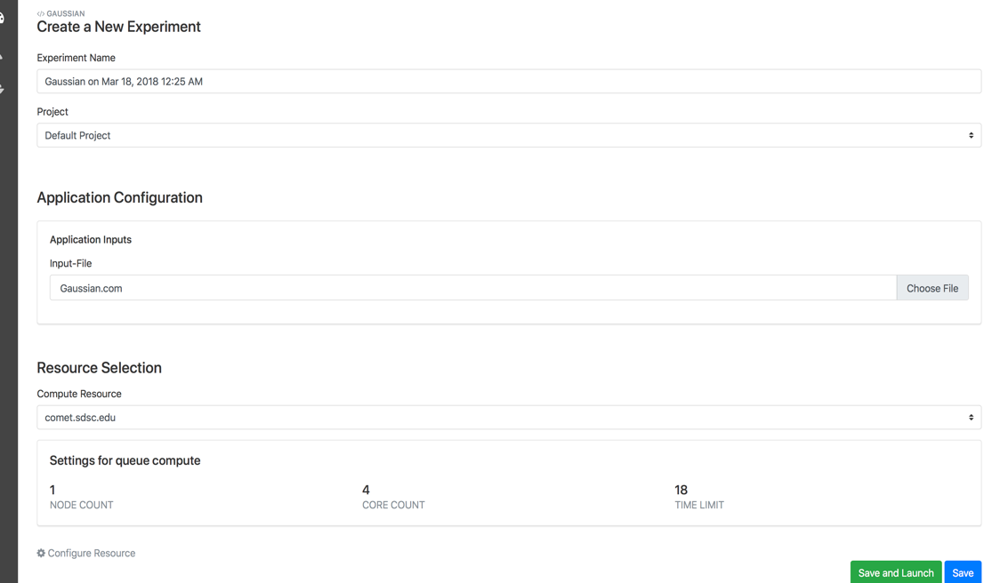 </> GAUSSIAN
Create a New Experiment
Experiment Name
Gaussian on Mar 18, 2018 12:25 AM
Project
Default Project
Application Configuration
Application Inputs
Input-File
Gaussian.com Choose File
Resource Selection
Compute Resource
comet.sdsc.edu
Settings for queue compute
1 4 18
NODE COUNT CORE COUNT TIME LIMIT
Configure Resource
Save and Launch Save